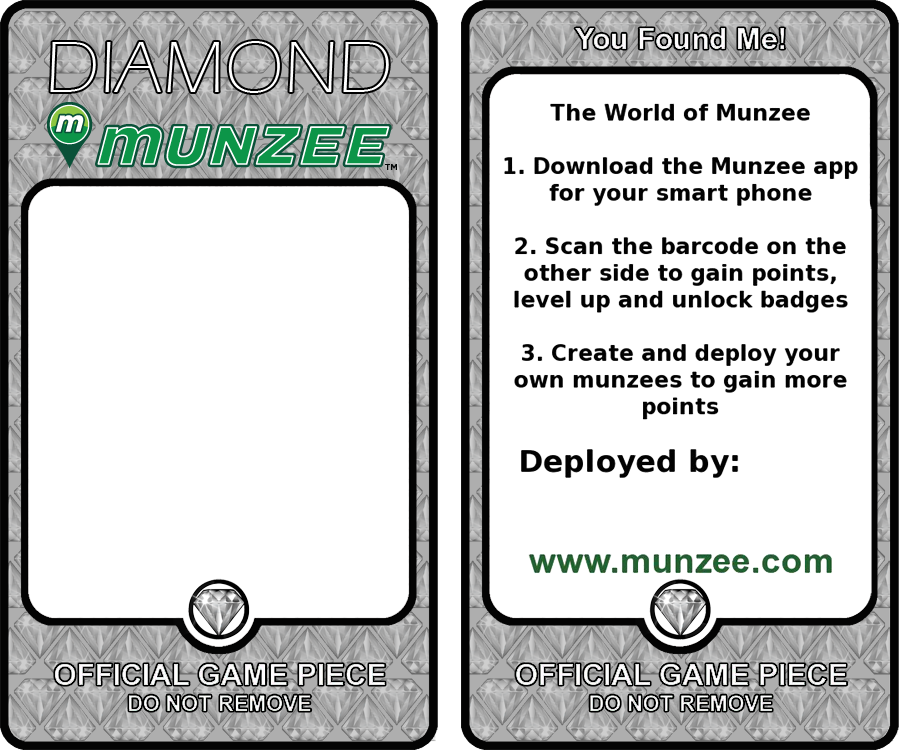 DIAMOND
m MUNZEE™
OFFICIAL GAME PIECE
DO NOT REMOVE
You Found Me!
The World of Munzee
1. Download the Munzee app
for your smart phone
2. Scan the barcode on the
other side to gain points,
level up and unlock badges
3. Create and deploy your
own munzees to gain more
points
Deployed by:
www.munzee.com
OFFICIAL GAME PIECE
DO NOT REMOVE